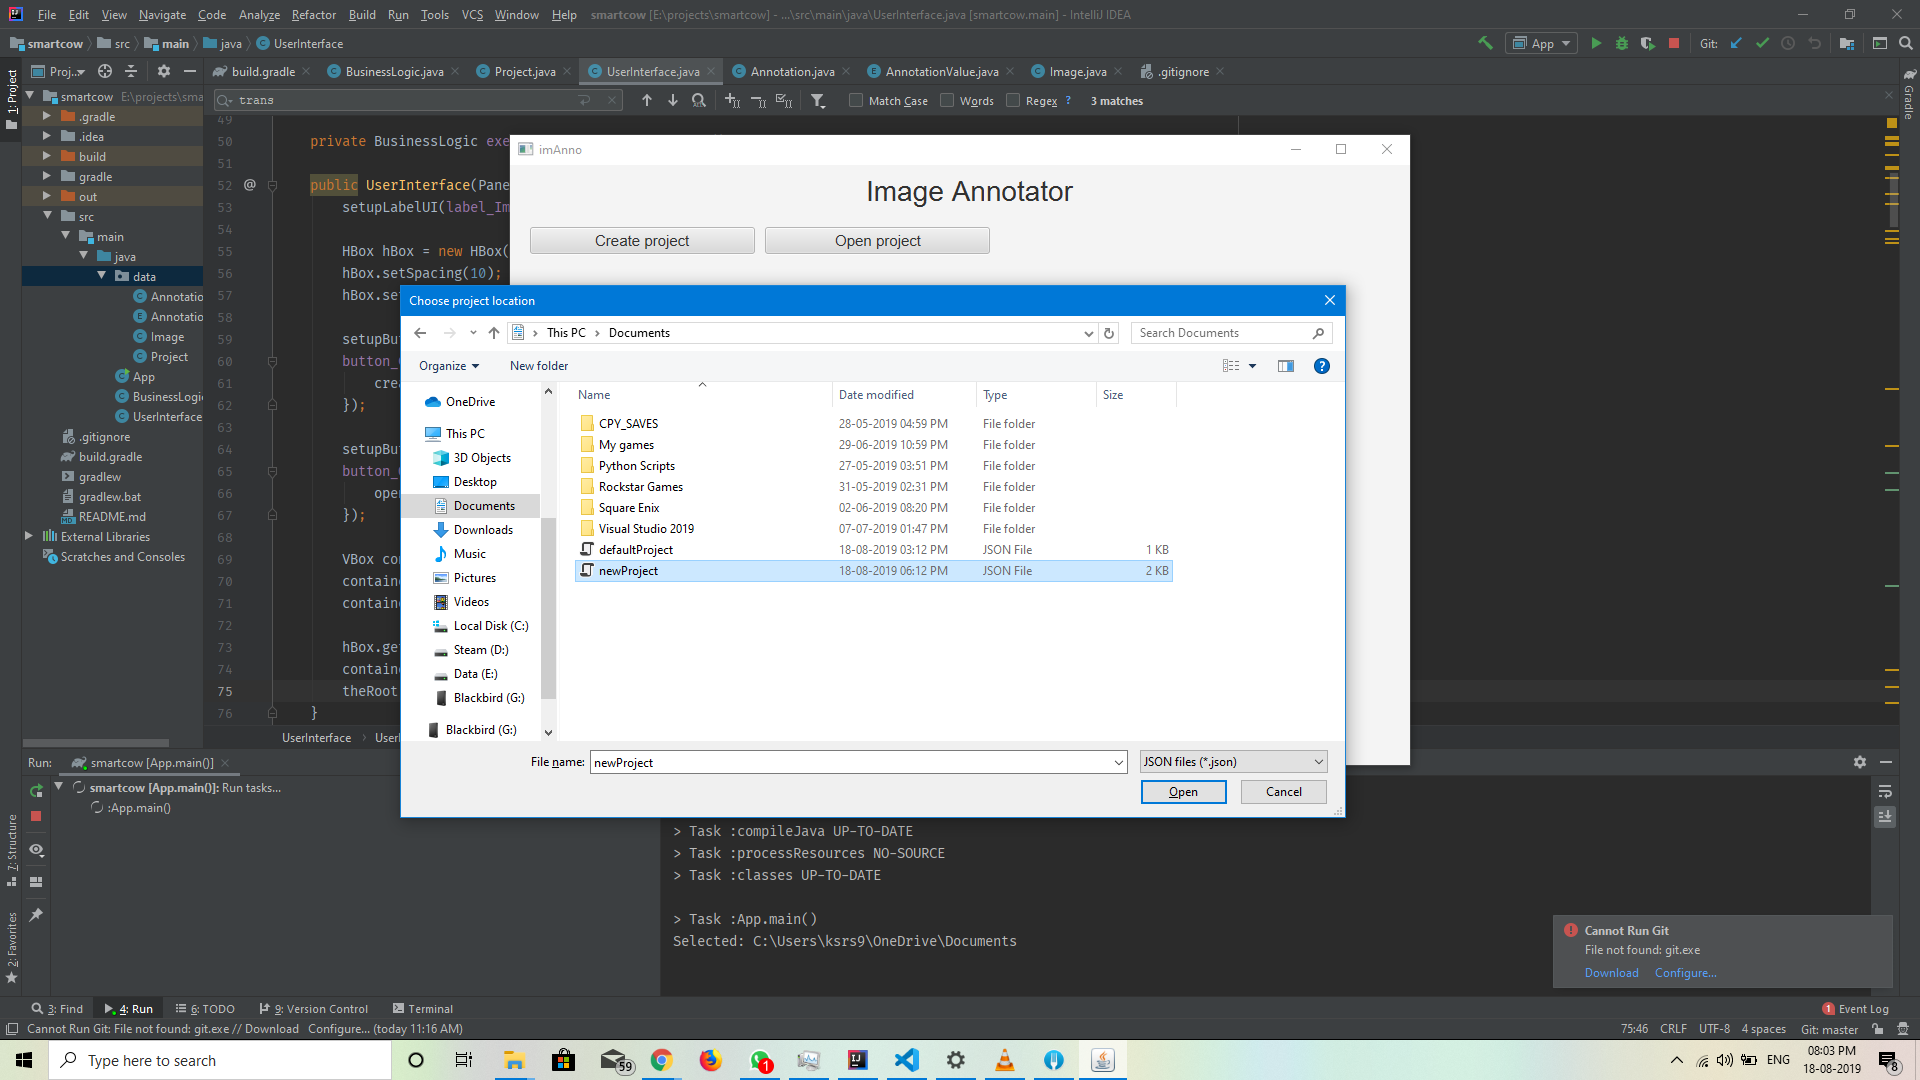 File Edit View Navigate Code Analyze Refactor Build Run Tools VCS Window Help smartcow [E:\projects\smartcow] - ...\src\main\java\UserInterface.java [smartcow.main] - IntelliJ IDEA
smartcow src main java UserInterface App Git:
Proj... build.gradle BusinessLogic.java Project.java UserInterface.java Annotation.java AnnotationValue.java Image.java .gitignore
1: Project
Gradle
trans Match Case Words Regex ? 3 matches
smartcow E:\projects\sma
.gradle
.idea
build
gradle
out
src
main
java
data
Annotatio
Annotatio
Image
Project
App
BusinessLogic
UserInterface
.gitignore
build.gradle
gradlew
gradlew.bat
README.md
External Libraries
Scratches and Consoles
49
50 private BusinessLogic exe
51
52 @ public UserInterface(Pane
53 setupLabelUI(label_Im
54
55 HBox hBox = new HBox(
56 hBox.setSpacing(10);
57 hBox.se
58
59 setupBu
60 button_
61 crea
62 });
63
64 setupBu
65 button_
66 open
67 });
68
69 VBox con
70 containe
71 containe
72
73 hBox.ge
74 containe
75 theRoot
76 }
UserInterface User
imAnno
Image Annotator
Create project Open project
Choose project location
This PC Documents Search Documents
Organize New folder
OneDrive
This PC
3D Objects
Desktop
Documents
Downloads
Music
Pictures
Videos
Local Disk (C:)
Steam (D:)
Data (E:)
Blackbird (G:)
Blackbird (G:)
Name Date modified Type Size
CPY_SAVES 28-05-2019 04:59 PM File folder
My games 29-06-2019 10:59 PM File folder
Python Scripts 27-05-2019 03:51 PM File folder
Rockstar Games 31-05-2019 02:31 PM File folder
Square Enix 02-06-2019 08:20 PM File folder
Visual Studio 2019 07-07-2019 01:47 PM File folder
defaultProject 18-08-2019 03:12 PM JSON File 1 KB
newProject 18-08-2019 06:12 PM JSON File 2 KB
File name: newProject JSON files (*.json)
Open Cancel
Run: smartcow [App.main()]
smartcow [App.main()]: Run tasks...
:App.main()
7: Structure
2: Favorites
> Task :compileJava UP-TO-DATE
> Task :processResources NO-SOURCE
> Task :classes UP-TO-DATE
> Task :App.main()
Selected: C:\Users\ksrs9\OneDrive\Documents
Cannot Run Git
File not found: git.exe
Download Configure...
3: Find 4: Run 6: TODO 9: Version Control Terminal 1 Event Log
Cannot Run Git: File not found: git.exe // Download Configure... (today 11:16 AM) 75:46 CRLF UTF-8 4 spaces Git: master
Type here to search 59 1 ENG 08:03 PM
18-08-2019 8